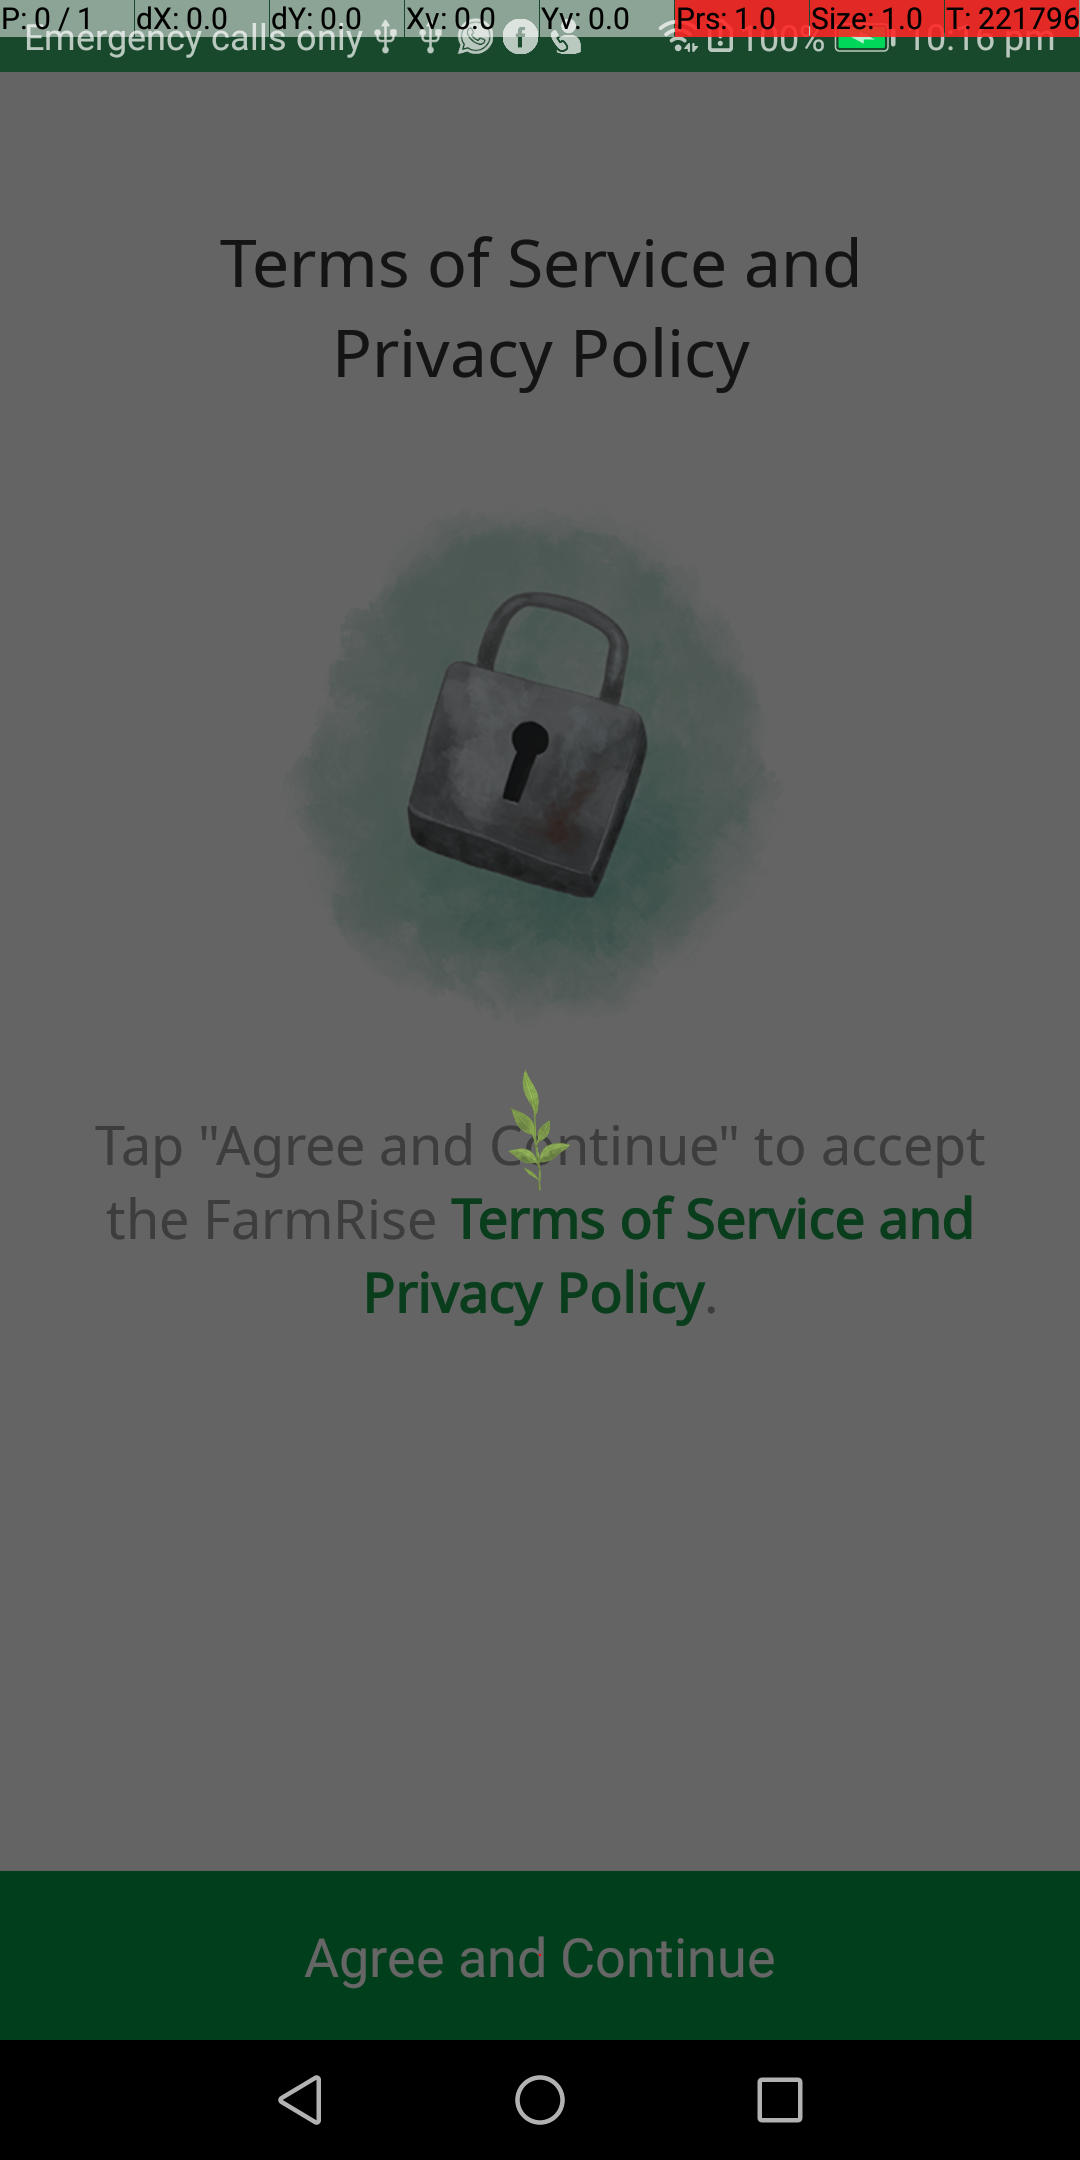 P: 0 / 1 dX: 0.0 dY: 0.0 Xv: 0.0 Yv: 0.0 Prs: 1.0 Size: 1.0 T: 221796
Emergency calls only 100% 10:16 pm
Terms of Service and
Privacy Policy
Tap "Agree and Continue" to accept
the FarmRise Terms of Service and
Privacy Policy.
Agree and Continue